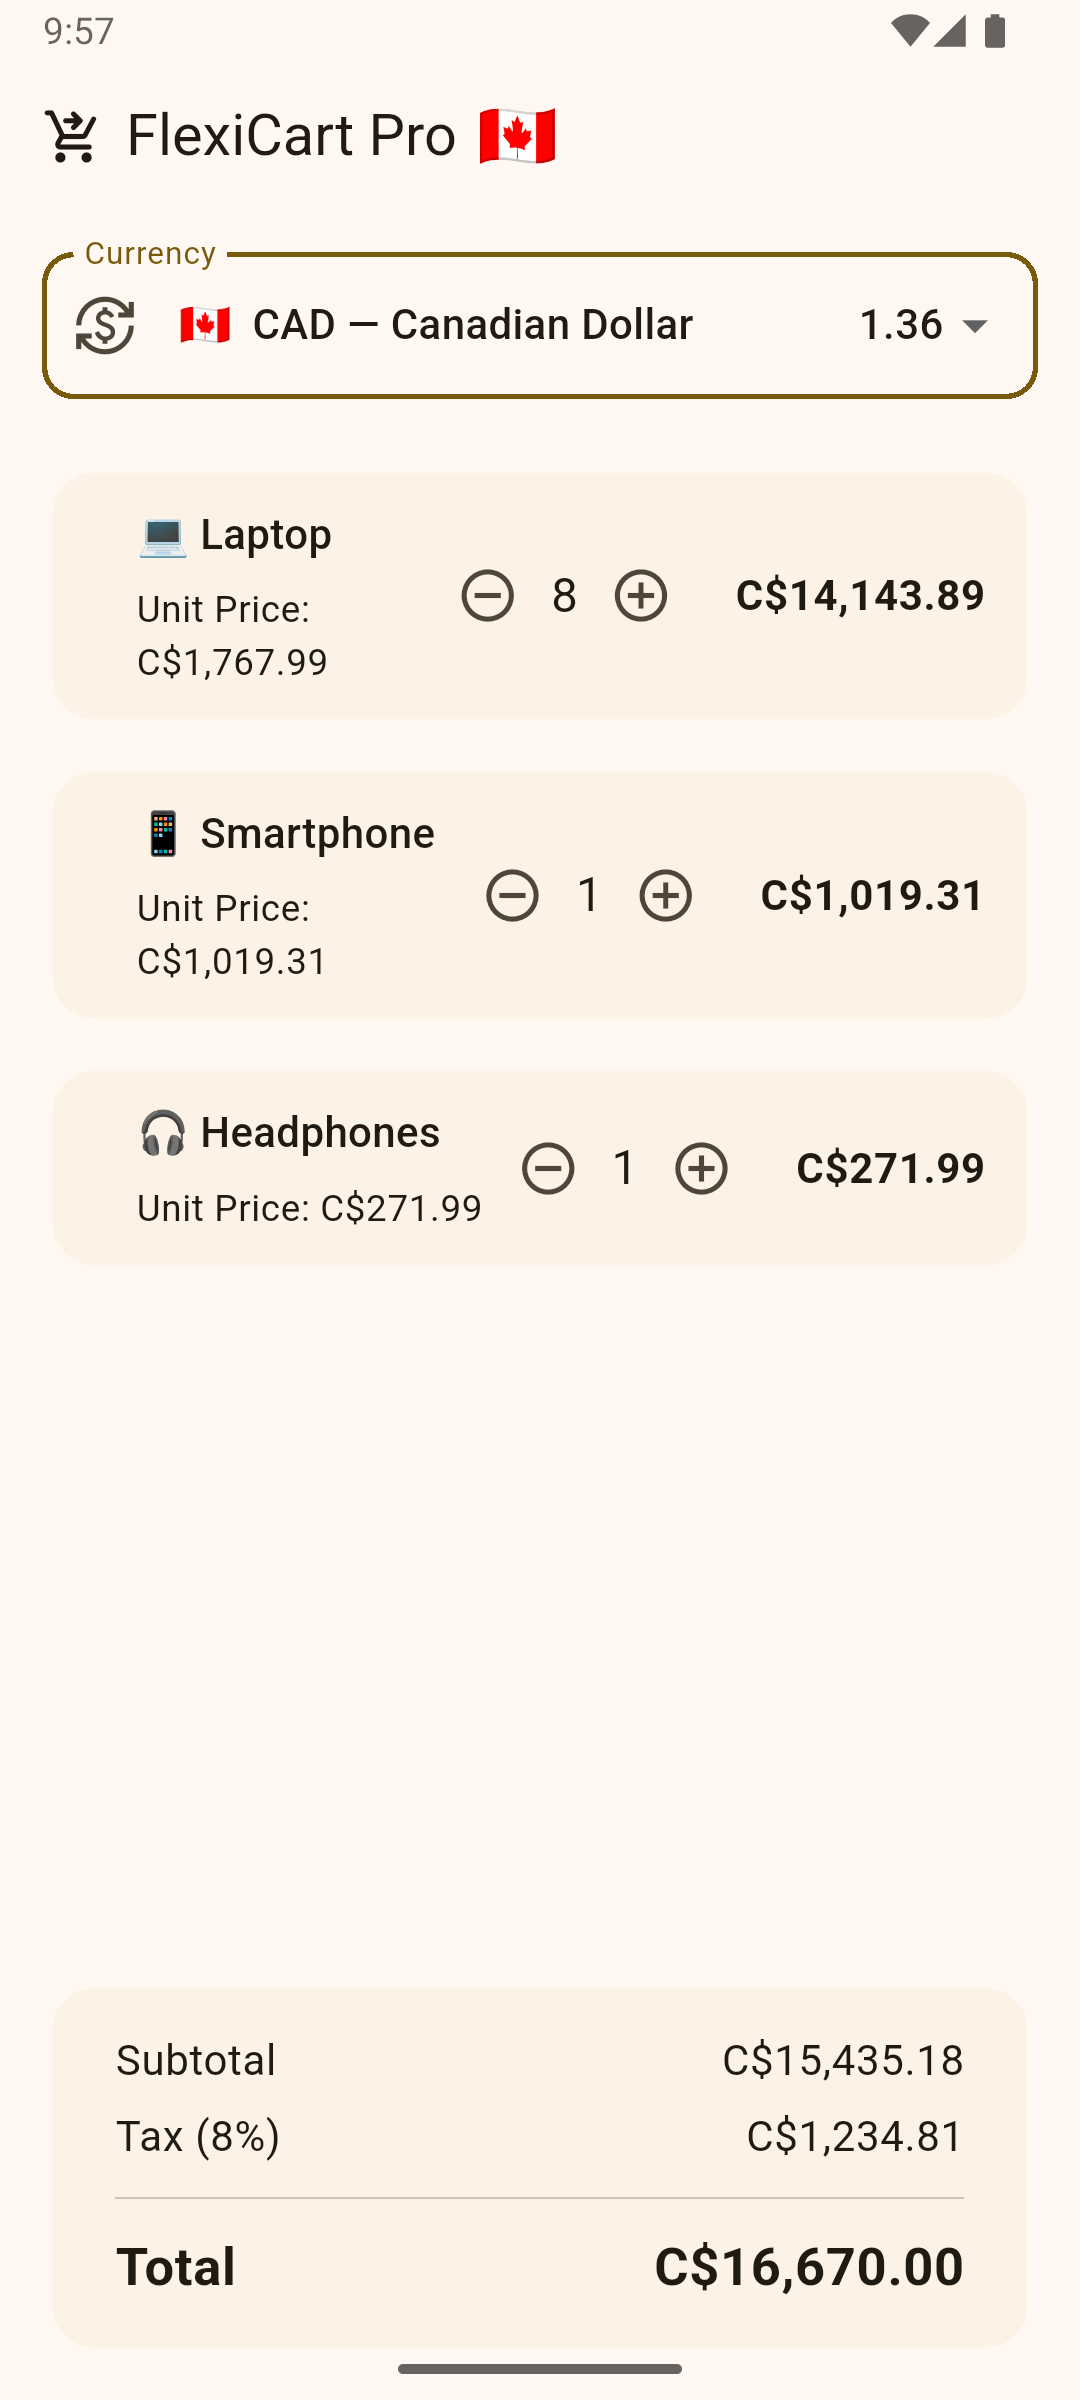 9:57
FlexiCart Pro 🇨🇦
Currency
🇨🇦 CAD — Canadian Dollar 1.36
💻 Laptop
Unit Price:
C$1,767.99
8
C$14,143.89
📱 Smartphone
Unit Price:
C$1,019.31
1
C$1,019.31
🎧 Headphones
Unit Price: C$271.99
1
C$271.99
Subtotal C$15,435.18
Tax (8%) C$1,234.81
Total C$16,670.00